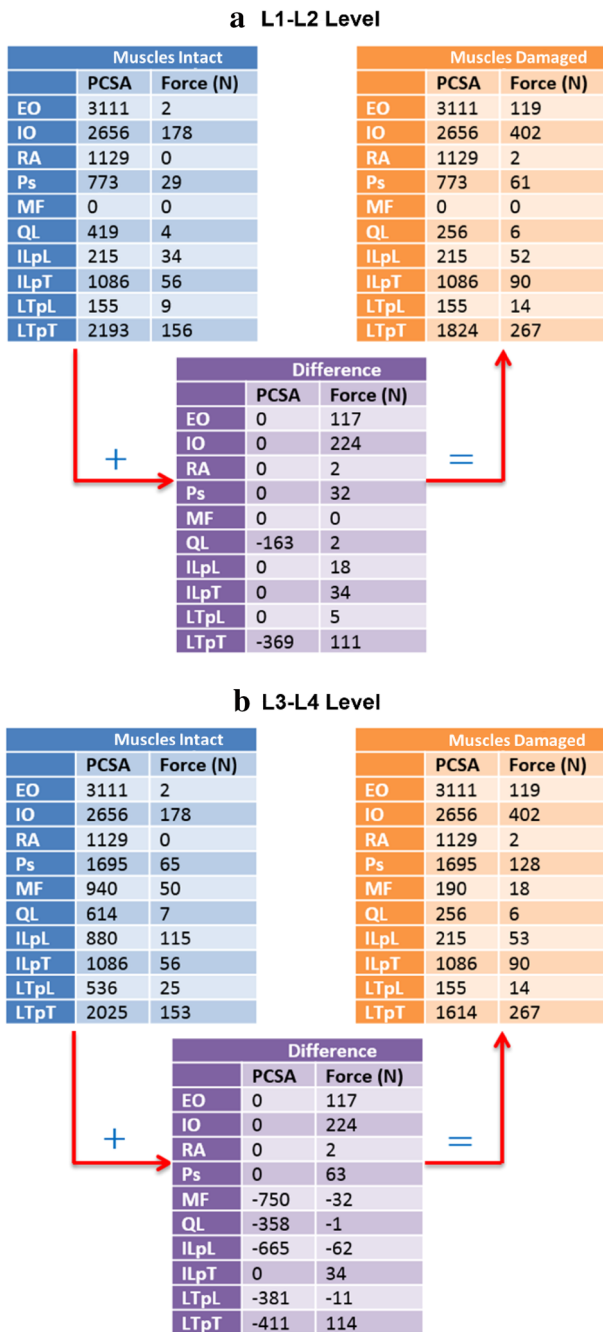 a L1-L2 Level
Muscles Intact
PCSA Force (N)
EO 3111 2
IO 2656 178
RA 1129 0
Ps 773 29
MF 0 0
QL 419 4
ILpL 215 34
ILpT 1086 56
LTpL 155 9
LTpT 2193 156
Muscles Damaged
PCSA Force (N)
EO 3111 119
IO 2656 402
RA 1129 2
Ps 773 61
MF 0 0
QL 256 6
ILpL 215 52
ILpT 1086 90
LTpL 155 14
LTpT 1824 267
+
Difference
PCSA Force (N)
EO 0 117
IO 0 224
RA 0 2
Ps 0 32
MF 0 0
QL -163 2
ILpL 0 18
ILpT 0 34
LTpL 0 5
LTpT -369 111
=
b L3-L4 Level
Muscles Intact
PCSA Force (N)
EO 3111 2
IO 2656 178
RA 1129 0
Ps 1695 65
MF 940 50
QL 614 7
ILpL 880 115
ILpT 1086 56
LTpL 536 25
LTpT 2025 153
Muscles Damaged
PCSA Force (N)
EO 3111 119
IO 2656 402
RA 1129 2
Ps 1695 128
MF 190 18
QL 256 6
ILpL 215 53
ILpT 1086 90
LTpL 155 14
LTpT 1614 267
+
Difference
PCSA Force (N)
EO 0 117
IO 0 224
RA 0 2
Ps 0 63
MF -750 -32
QL -358 -1
ILpL -665 -62
ILpT 0 34
LTpL -381 -11
LTpT -411 114
=